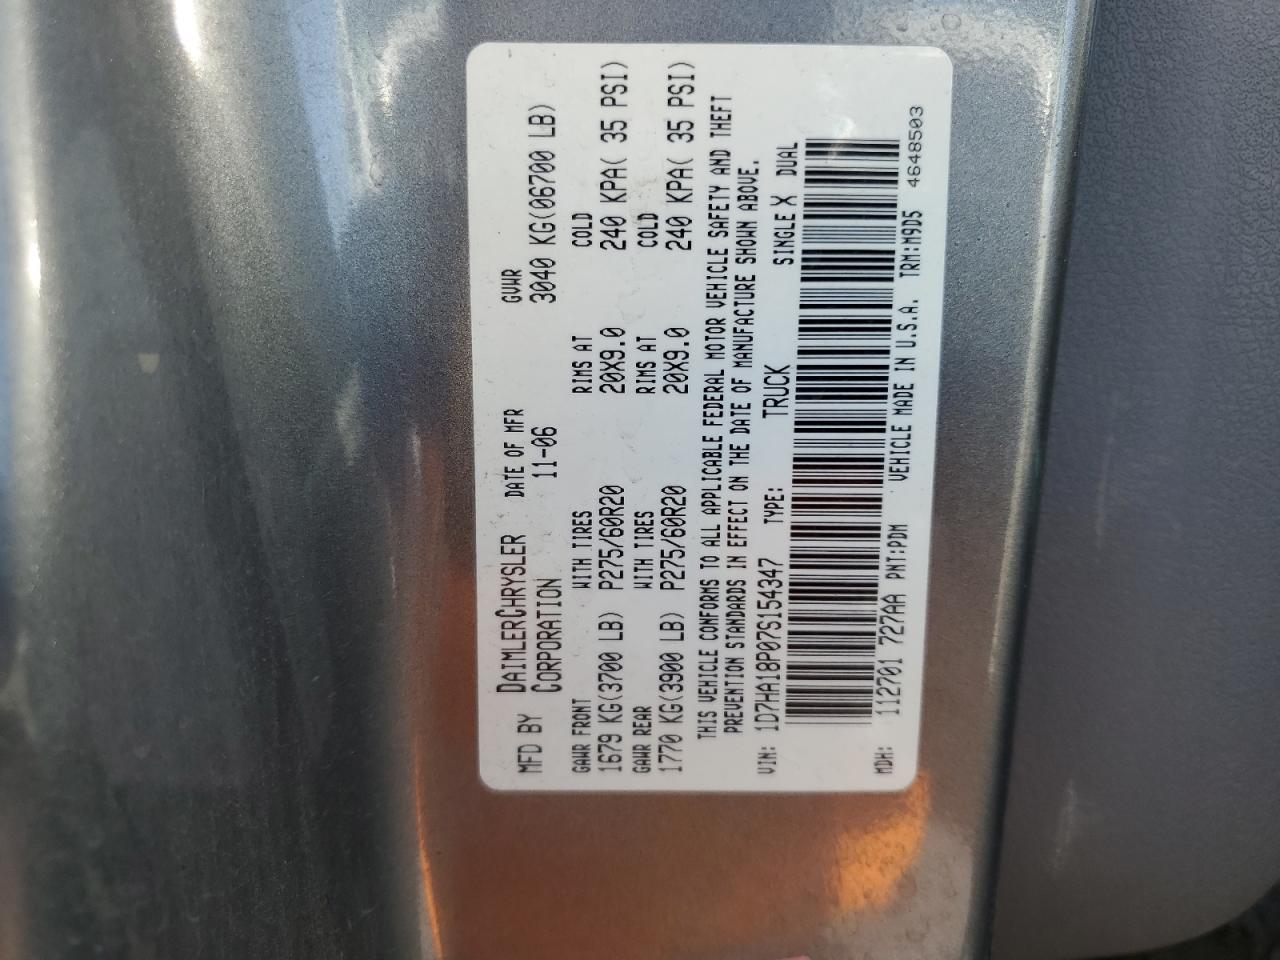 MFD BY DAIMLERCHRYSLER CORPORATION DATE OF MFR 11-06 GVWR 3040 KG(06700 LB)
GAWR FRONT WITH TIRES RIMS AT COLD
1679 KG(3700 LB) P275/60R20 20X9.0 240 KPA( 35 PSI)
GAWR REAR WITH TIRES RIMS AT COLD
1770 KG(3900 LB) P275/60R20 20X9.0 240 KPA( 35 PSI)
THIS VEHICLE CONFORMS TO ALL APPLICABLE FEDERAL MOTOR VEHICLE SAFETY AND THEFT
PREVENTION STANDARDS IN EFFECT ON THE DATE OF MANUFACTURE SHOWN ABOVE.
VIN: 1D7HA18P07S154347 TYPE: TRUCK SINGLE X DUAL
MDH: 112701 727AA PNT:PDM VEHICLE MADE IN U.S.A. TRM:M9D5 4648503